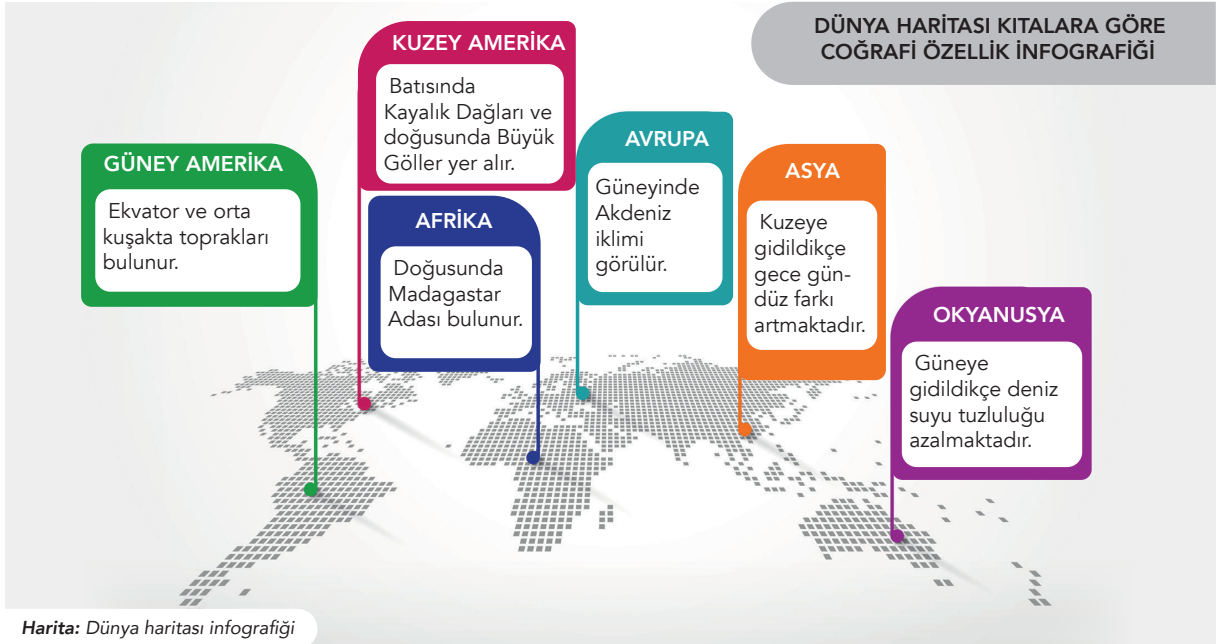 DÜNYA HARİTASI KITALARA GÖRE
COĞRAFİ ÖZELLİK İNFOGRAFİĞİ
KUZEY AMERİKA
Batısında
Kayalık Dağları ve
doğusunda Büyük
Göller yer alır.
GÜNEY AMERİKA
Ekvator ve orta
kuşakta toprakları
bulunur.
AFRİKA
Doğusunda
Madagastar
Adası bulunur.
AVRUPA
Güneyinde
Akdeniz
iklimi
görülür.
ASYA
Kuzeye
gidildikçe
gece gün-
düz farkı
artmaktadır.
OKYANUSYA
Güneye
gidildikçe deniz
suyu tuzluluğu
azalmaktadır.
Harita: Dünya haritası infografiği